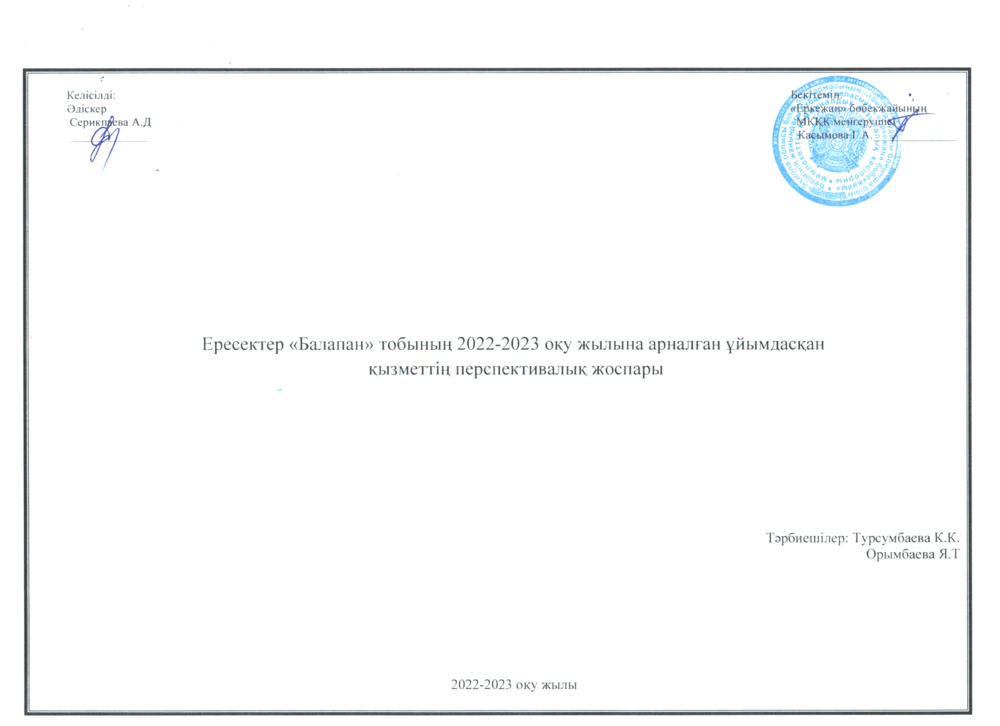 Келісілді:
Әдіскер
Серикпаева А.Д
Бекітемін:
«Еркежан» бөбекжайының
МКҚК меңгерушісі
Касымова Г.А.
Ересектер «Балапан» тобының 2022-2023 оқу жылына арналған ұйымдасқан
қызметтің перспективалық жоспары
Тәрбиешілер: Турсумбаева К.К.
Орымбаева Я.Т
2022-2023 оқу жылы